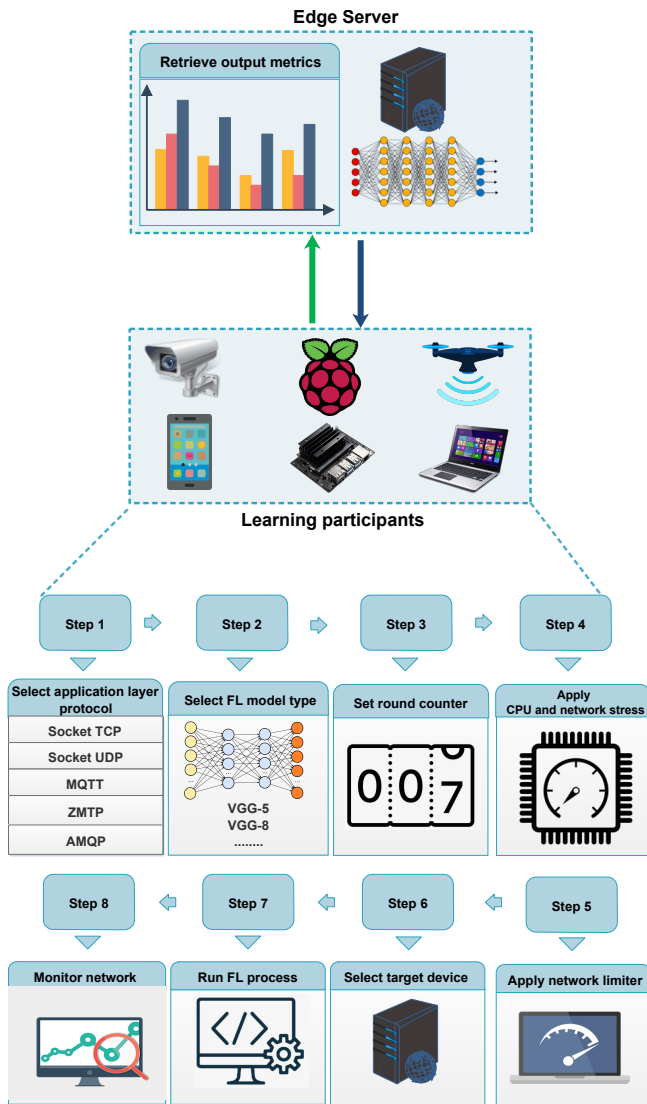 Edge Server
Retrieve output metrics
Learning participants
Step 1
Step 2
Step 3
Step 4
Select application layer
protocol
Socket TCP
Socket UDP
MQTT
ZMTP
AMQP
Select FL model type
VGG-5
VGG-8
........
Set round counter
007
Apply
CPU and network stress
Step 8
Step 7
Step 6
Step 5
Monitor network
Run FL process
</>
Select target device
Apply network limiter